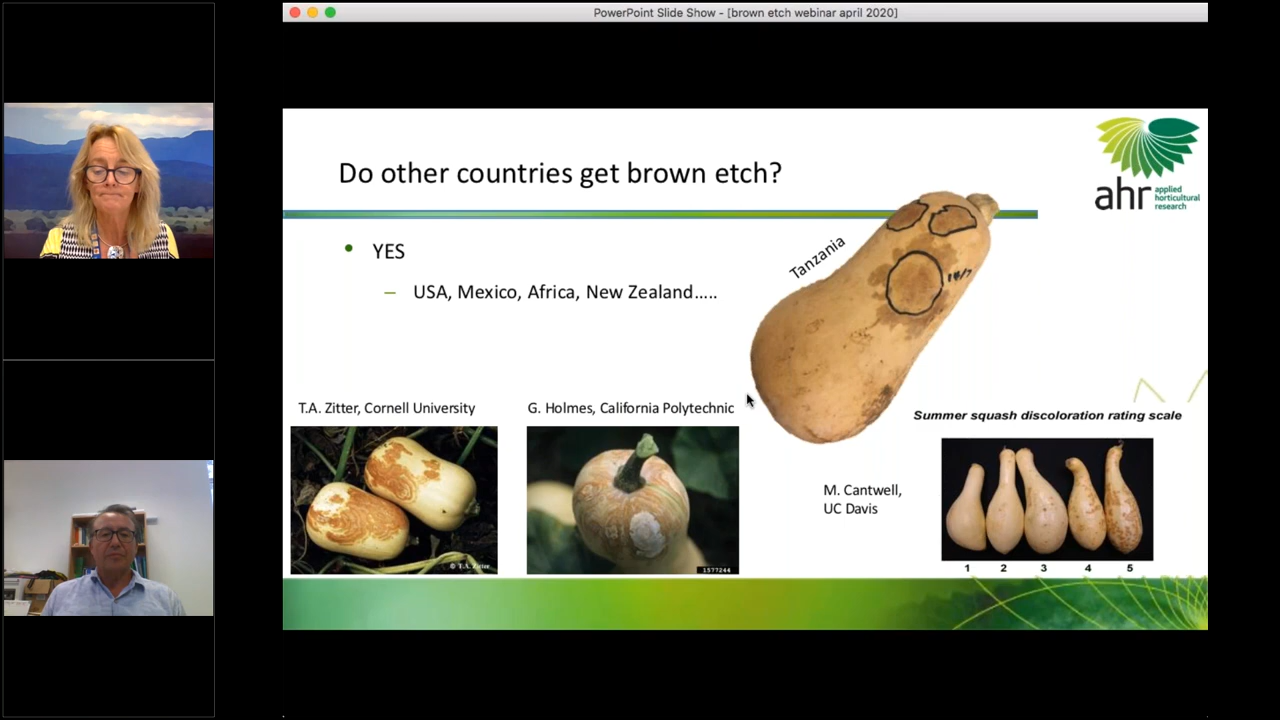 PowerPoint Slide Show - [brown etch webinar april 2020]
Do other countries get brown etch?
ahr applied
horticultural
research
• YES
– USA, Mexico, Africa, New Zealand.....
Tanzania
T.A. Zitter, Cornell University
G. Holmes, California Polytechnic
Summer squash discoloration rating scale
M. Cantwell,
UC Davis
© T.A. Zitter
1577244
1 2 3 4 5